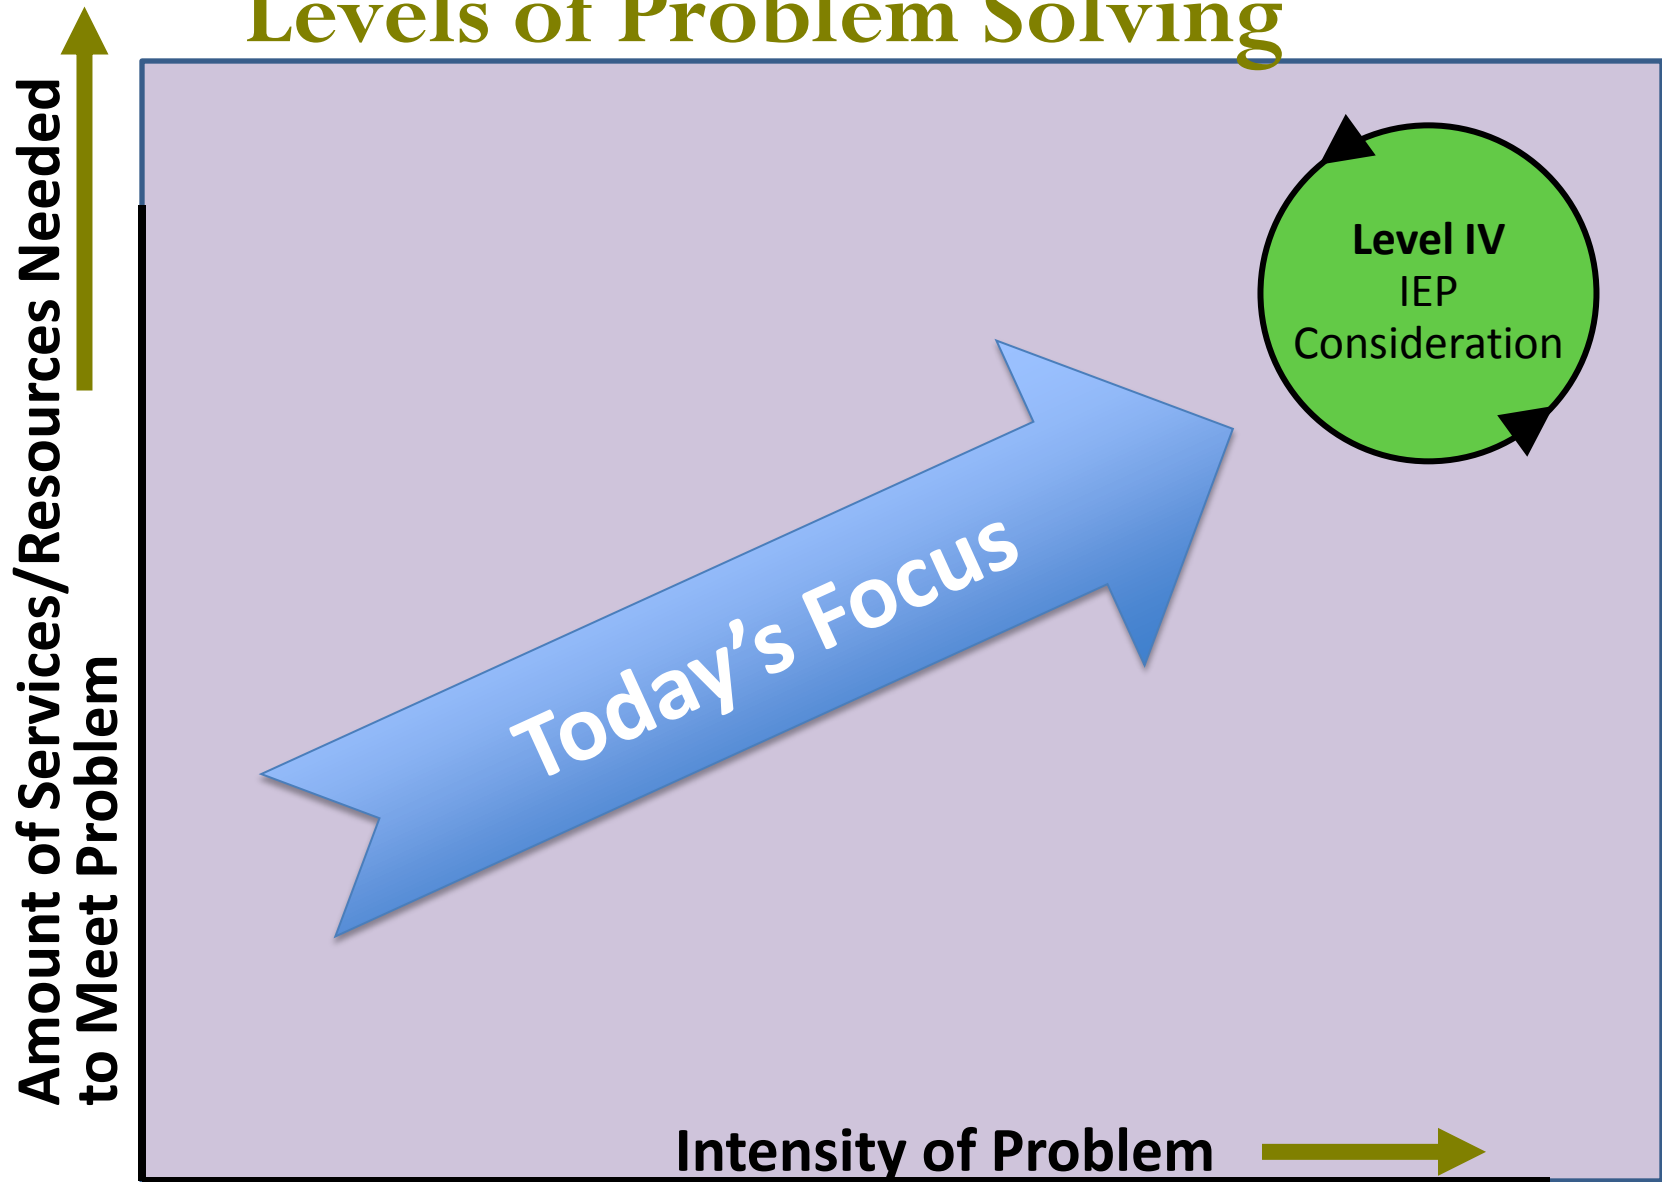 Levels of Problem Solving
Amount of Services/Resources Needed
to Meet Problem
Level IV
IEP
Consideration
Today’s Focus
Intensity of Problem